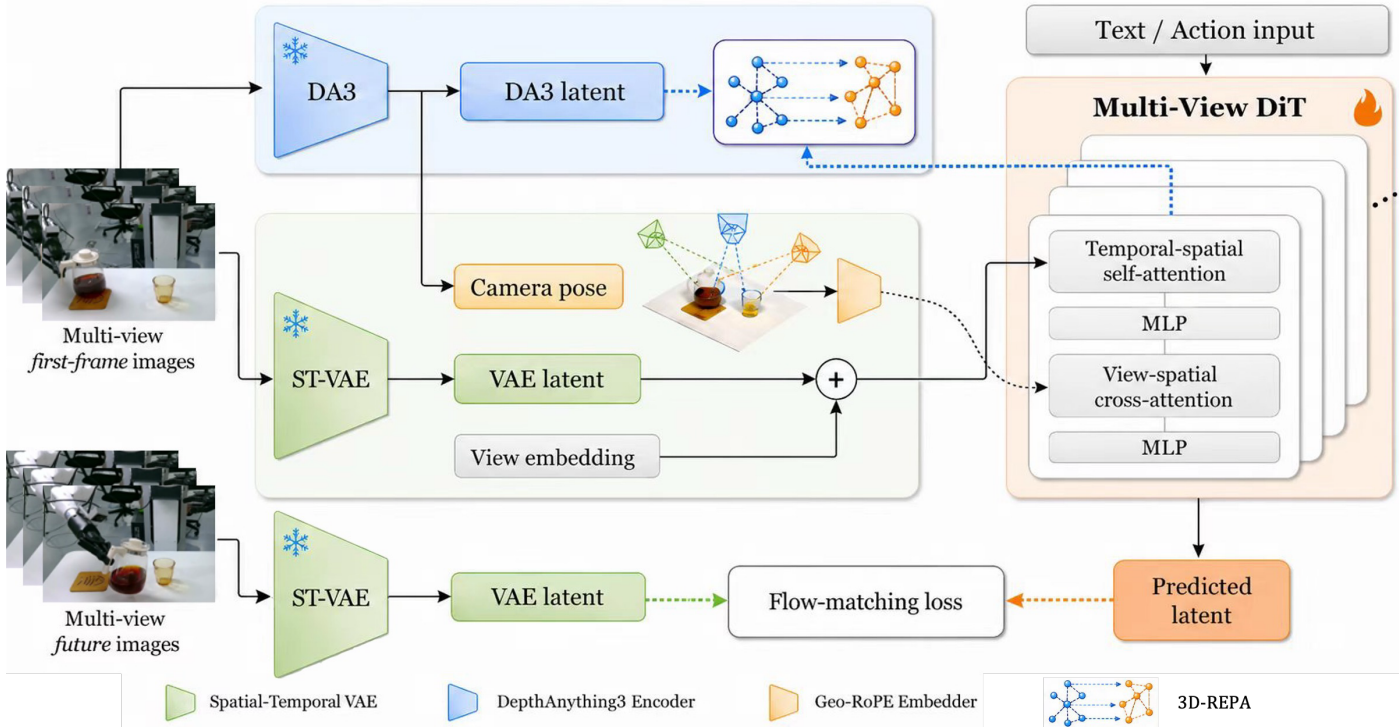 Text / Action input
DA3
DA3 latent
Multi-View DiT
Multi-view
first-frame images
Camera pose
Temporal-spatial
self-attention
MLP
ST-VAE
VAE latent
+
View-spatial
cross-attention
MLP
View embedding
Multi-view
future images
ST-VAE
VAE latent
Flow-matching loss
Predicted
latent
Spatial-Temporal VAE
DepthAnything3 Encoder
Geo-RoPE Embedder
3D-REPA